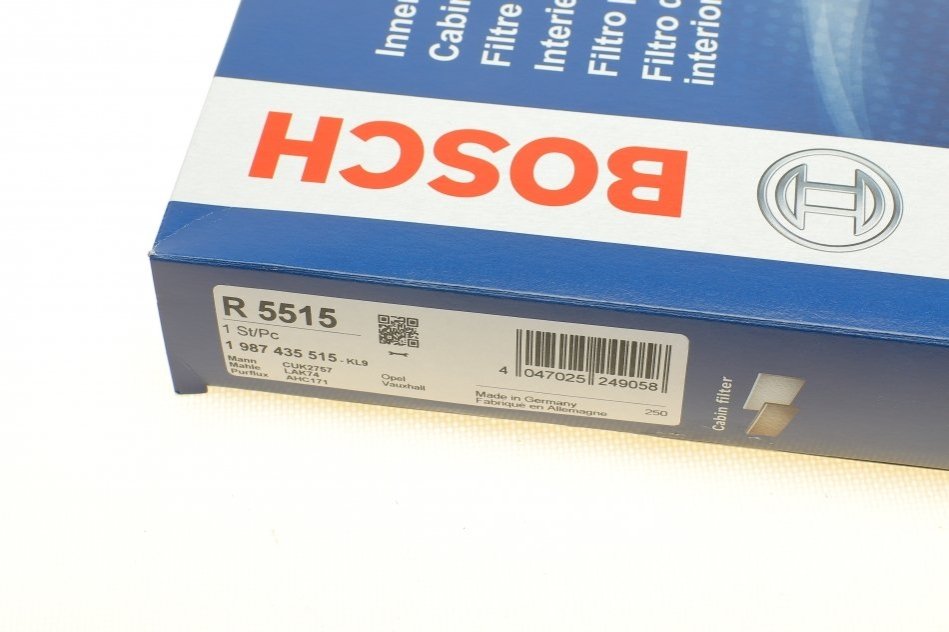 Inne
Cabin
Filtre
Interie
Filtro
Filtro
interior
BOSCH
R 5515
1 St/Pc
1 987 435 515 - KL9
Mann CUK2757
Mahle LAK74
Purflux AHC171
Opel
Vauxhall
4 047025 249058
Made in Germany
Fabriqué en Allemagne
250
Cabin filter